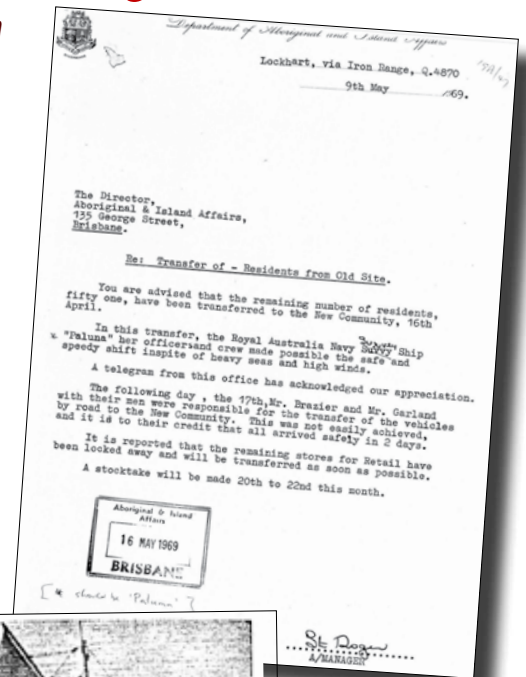 Department of Aboriginal and Island Affairs
Lockhart, via Iron Range, Q.4870
9th May 1969.
The Director,
Aboriginal & Island Affairs,
135 George Street,
Brisbane.
Re: Transfer of - Residents from Old Site.
You are advised that the remaining number of residents,
fifty one, have been transferred to the New Community, 16th
April.
In this transfer, the Royal Australia Navy Survey Ship
* "Paluna" her officers and crew made possible the safe and
speedy shift inspite of heavy seas and high winds.
A telegram from this office has acknowledged our appreciation.
The following day , the 17th, Mr. Brazier and Mr. Garland
with their men were responsible for the transfer of the vehicles
by road to the New Community. This was not easily achieved,
and it is to their credit that all arrived safely in 2 days.
It is reported that the remaining stores for Retail have
been looked away and will be transferred as soon as possible.
A stocktake will be made 20th to 22nd this month.
Aboriginal & Island
Affairs
16 MAY 1969
BRISBANE
[* should be 'Paluma']
A/MANAGER